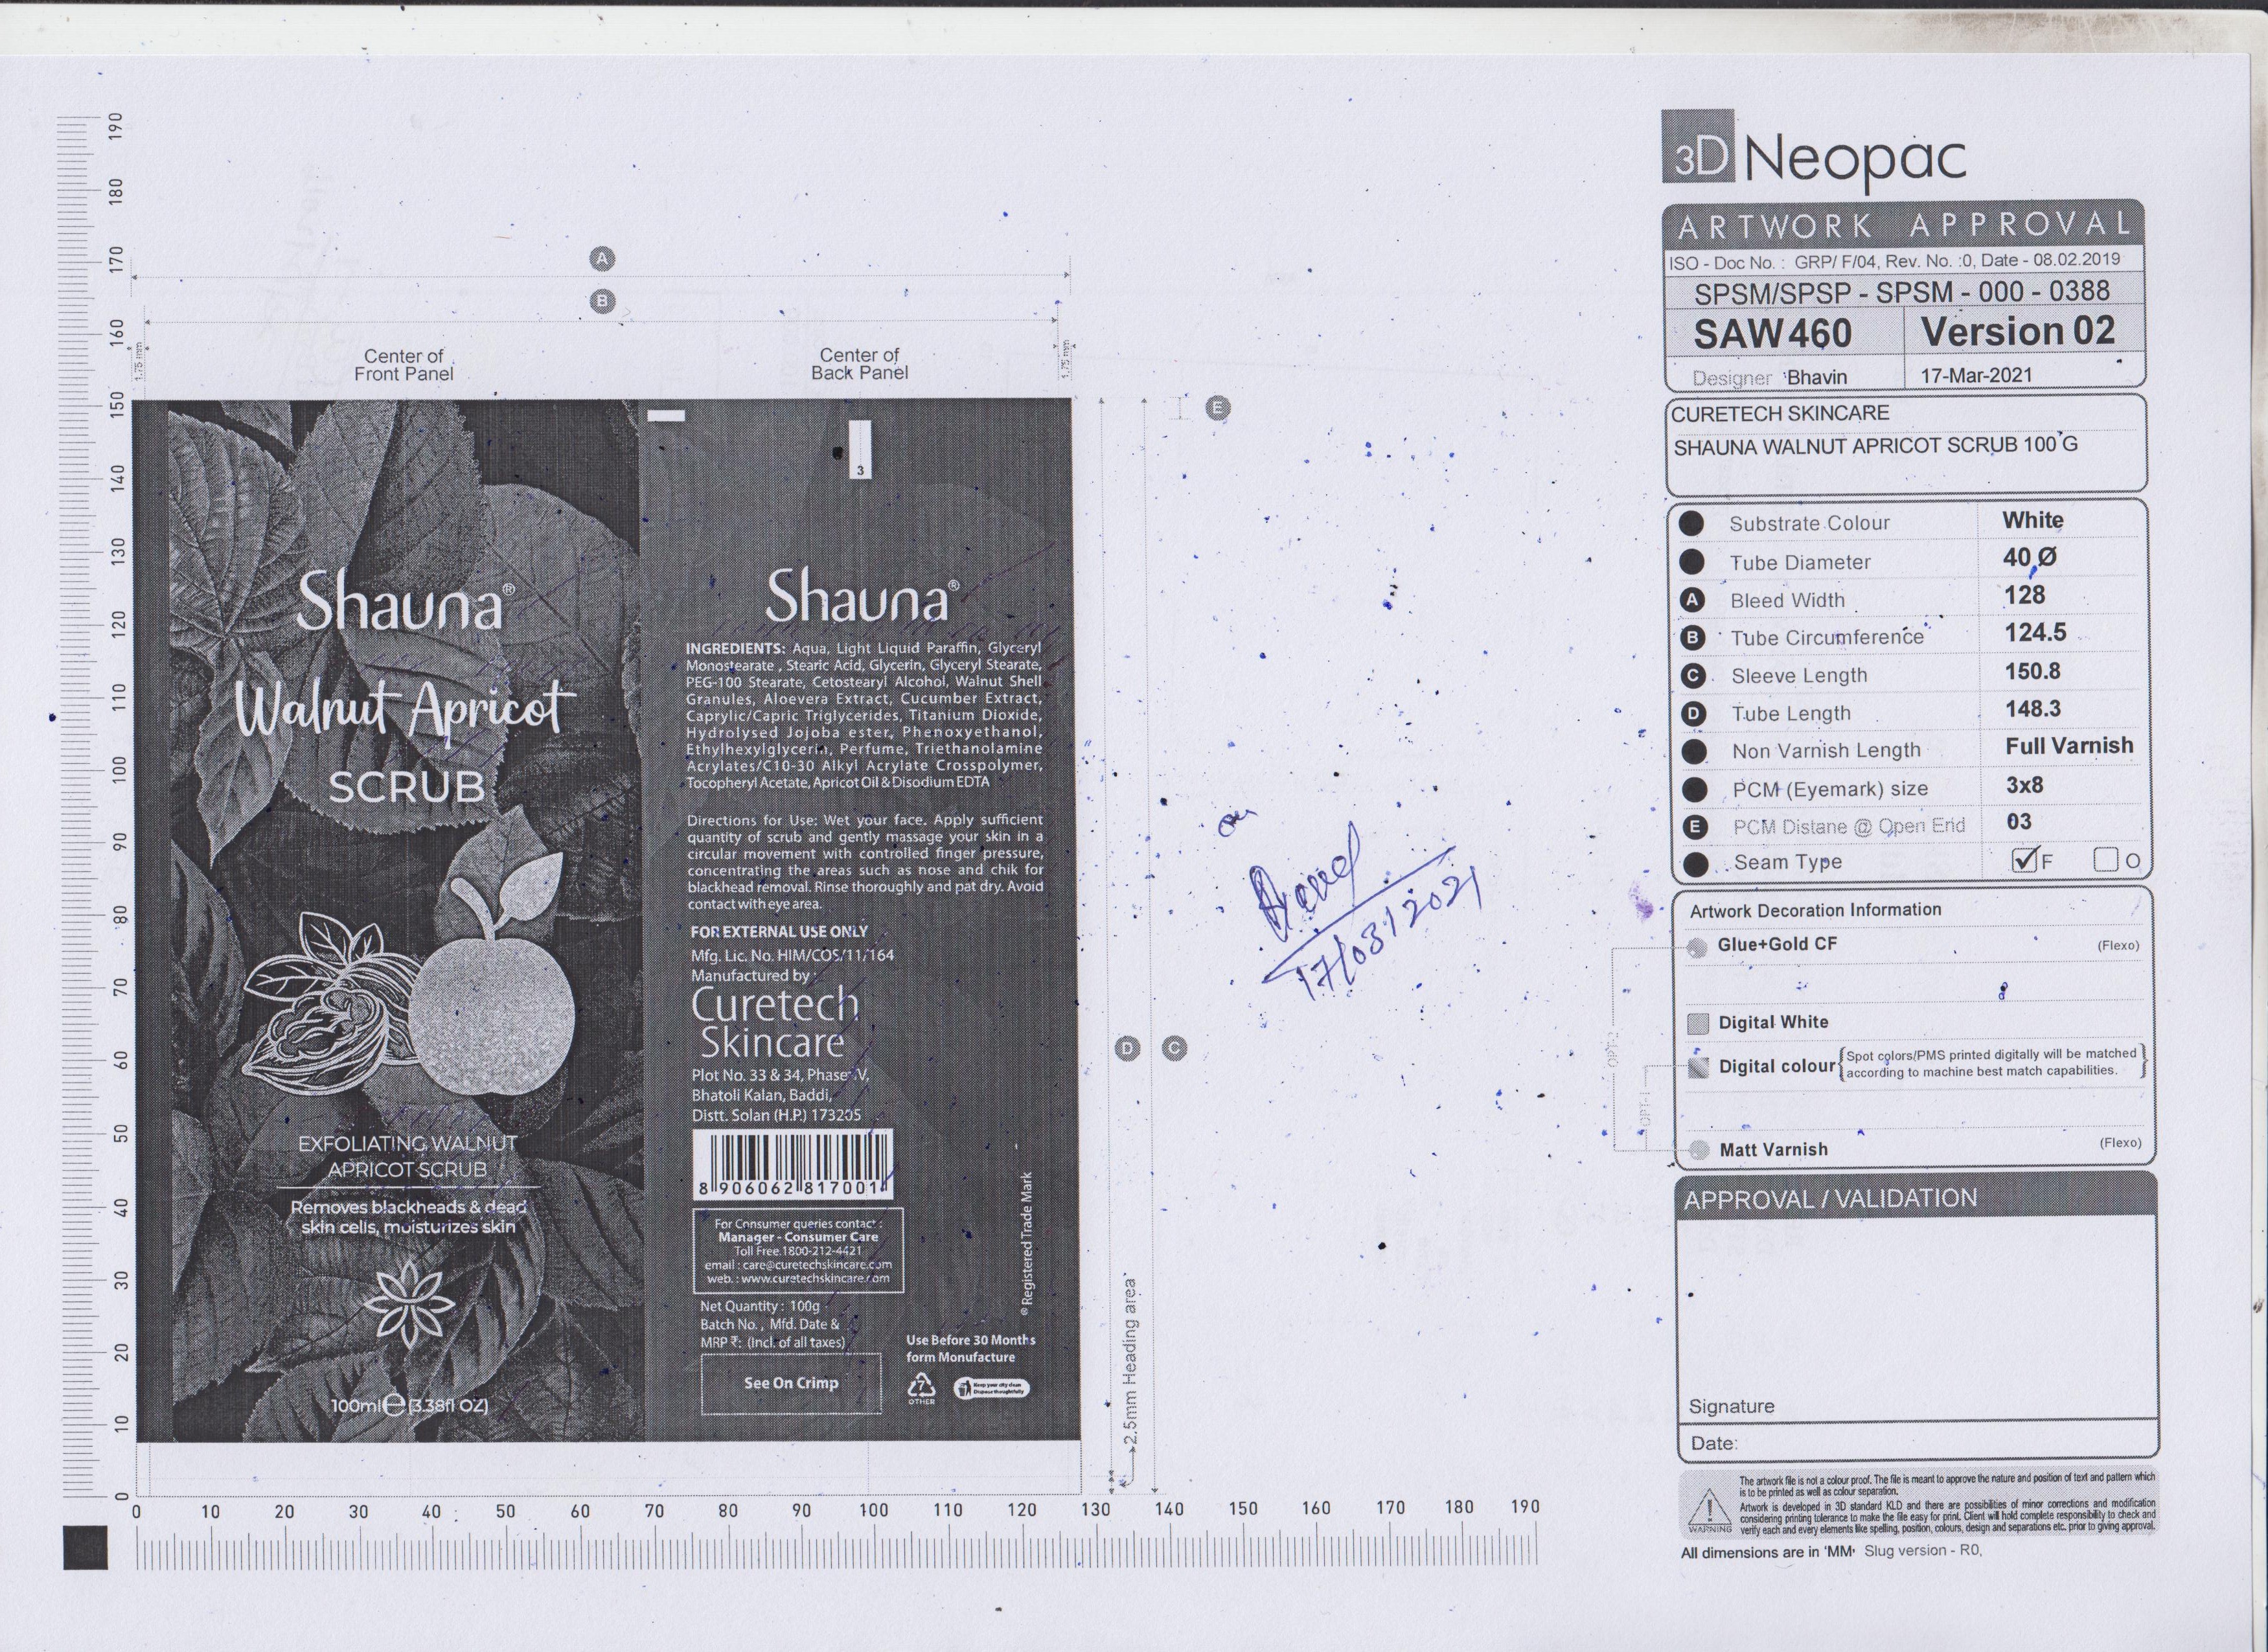 3D Neopac
ARTWORK APPROVAL
ISO - Doc No. : GRP/ F/04, Rev. No. :0, Date - 08.02.2019
SPSM/SPSP - SPSM - 000 - 0388
SAW460 Version 02
Designer Bhavin 17-Mar-2021
CURETECH SKINCARE
SHAUNA WALNUT APRICOT SCRUB 100 G
Substrate Colour White
Tube Diameter 40 Ø
A Bleed Width 128
B Tube Circumference 124.5
C Sleeve Length 150.8
D Tube Length 148.3
Non Varnish Length Full Varnish
PCM (Eyemark) size 3x8
E PCM Distane @ Open End 03
Seam Type F O
Artwork Decoration Information
Glue+Gold CF (Flexo)
Digital White
Digital colour {Spot colors/PMS printed digitally will be matched
according to machine best match capabilities.}
Matt Varnish (Flexo)
OPT-2
OPT-1
APPROVAL / VALIDATION
Signature
Date:
WARNING
The artwork file is not a colour proof. The file is meant to approve the nature and position of text and pattern which
is to be printed as well as colour separation.
Artwork is developed in 3D standard KLD and there are possibilities of minor corrections and modification
considering printing tolerance to make the file easy for print. Client will hold complete responsibility to check and
verify each and every elements like spelling, position, colours, design and separations etc. prior to giving approval.
All dimensions are in 'MM' Slug version - R0,
A
B
1.75 mm
1.75 mm
Center of
Front Panel
Center of
Back Panel
E
D
C
2.5mm Heading area
Shauna®
Walnut Apricot
SCRUB
EXFOLIATING WALNUT
APRICOT SCRUB
Removes blackheads & dead
skin cells, moisturizes skin
100ml℮(3.38fl OZ)
3
Shauna®
INGREDIENTS: Aqua, Light Liquid Paraffin, Glyceryl
Monostearate , Stearic Acid, Glycerin, Glyceryl Stearate,
PEG-100 Stearate, Cetostearyl Alcohol, Walnut Shell
Granules, Aloevera Extract, Cucumber Extract,
Caprylic/Capric Triglycerides, Titanium Dioxide,
Hydrolysed Jojoba ester, Phenoxyethanol,
Ethylhexylglycerin, Perfume, Triethanolamine
Acrylates/C10-30 Alkyl Acrylate Crosspolymer,
Tocopheryl Acetate, Apricot Oil & Disodium EDTA
Directions for Use: Wet your face. Apply sufficient
quantity of scrub and gently massage your skin in a
circular movement with controlled finger pressure,
concentrating the areas such as nose and chik for
blackhead removal. Rinse thoroughly and pat dry. Avoid
contact with eye area.
FOR EXTERNAL USE ONLY
Mfg. Lic. No. HIM/COS/11/164
Manufactured by :
Curetech
Skincare
Plot No. 33 & 34, Phase-IV,
Bhatoli Kalan, Baddi,
Distt. Solan (H.P.) 173205
8 906062 817001
For Consumer queries contact :
Manager - Consumer Care
Toll Free.1800-212-4421
email : care@curetechskincare.com
web. : www.curetechskincare.com
Net Quantity : 100g
Batch No. , Mfd. Date &
MRP ₹: (Incl. of all taxes)
See On Crimp
Use Before 30 Months
form Manufacture
7
OTHER
Keep your city clean
Dispose thoughtfully
® Registered Trade Mark
17/03/2021
190
180
170
160
150
140
130
120
110
100
90
80
70
60
50
40
30
20
10
0
0 10 20 30 40 50 60 70 80 90 100 110 120 130 140 150 160 170 180 190